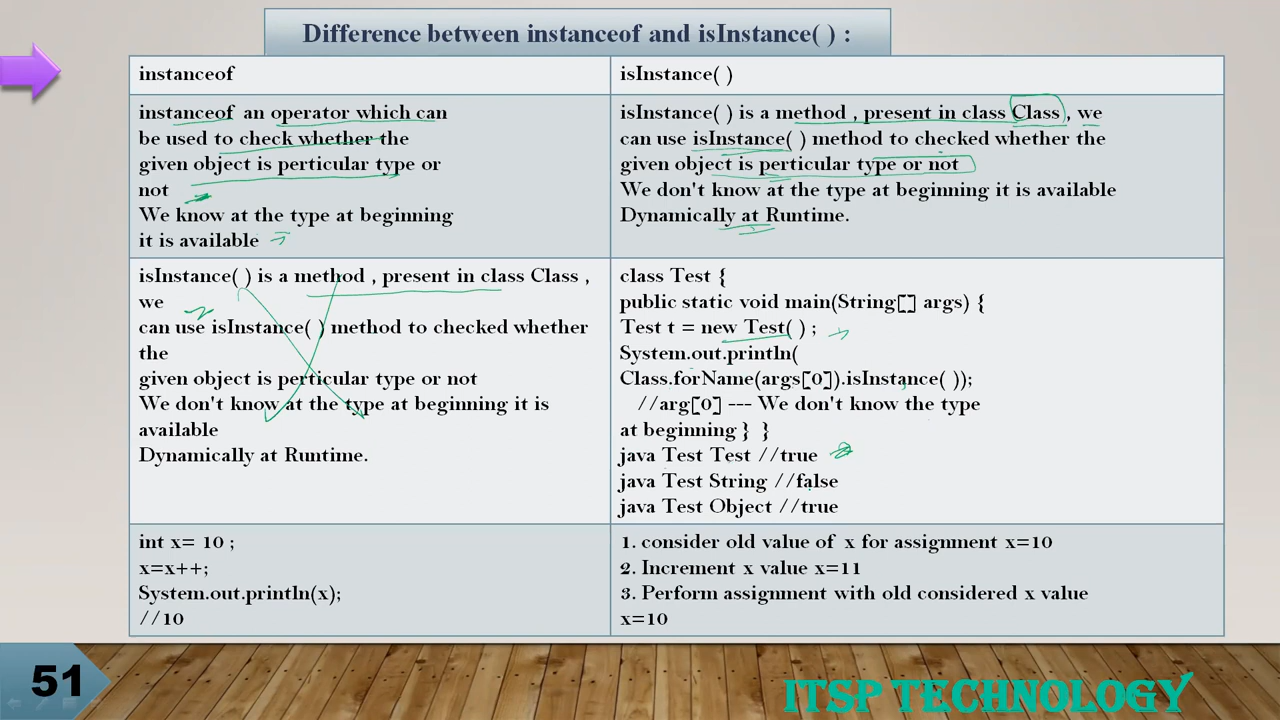 Difference between instanceof and isInstance( ) :
instanceof
isInstance( )
instanceof an operator which can
be used to check whether the
given object is perticular type or
not
We know at the type at beginning
it is available
isInstance( ) is a method , present in class Class , we
can use isInstance( ) method to checked whether the
given object is perticular type or not
We don't know at the type at beginning it is available
Dynamically at Runtime.
isInstance( ) is a method , present in class Class ,
we
can use isInstance( ) method to checked whether
the
given object is perticular type or not
We don't know at the type at beginning it is
available
Dynamically at Runtime.
class Test {
public static void main(String[] args) {
Test t = new Test( ) ;
System.out.println(
Class.forName(args[0]).isInstance( ));
//arg[0] --- We don't know the type
at beginning } }
java Test Test //true
java Test String //false
java Test Object //true
int x= 10 ;
x=x++;
System.out.println(x);
//10
1. consider old value of x for assignment x=10
2. Increment x value x=11
3. Perform assignment with old considered x value
x=10
51
ITSP TECHNOLOGY